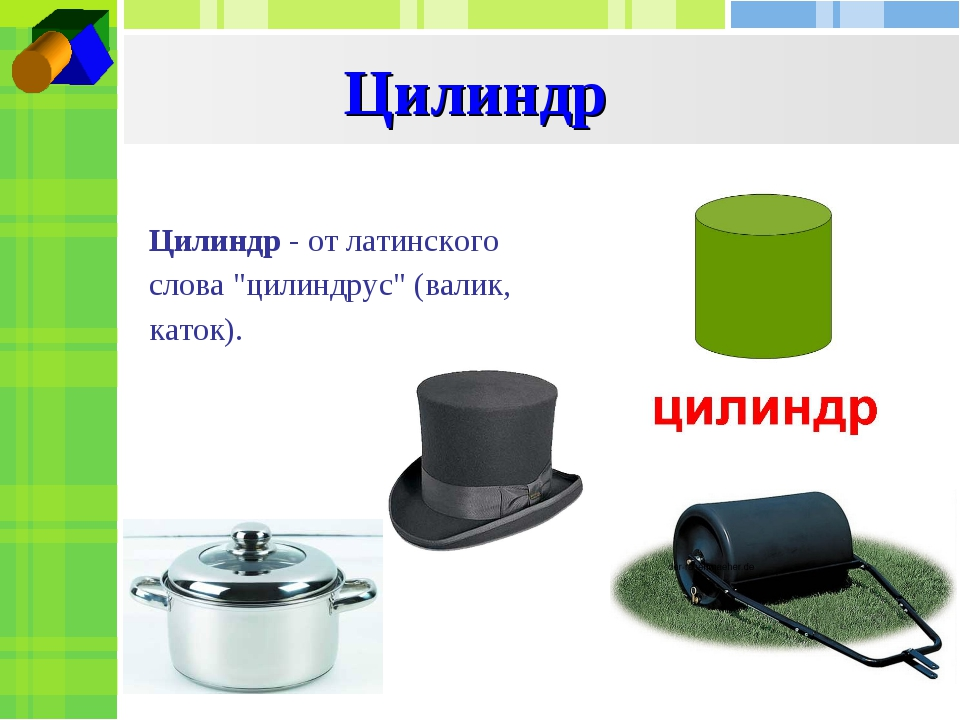 Цилиндр
Цилиндр - от латинского
слова "цилиндрус" (валик,
каток).
цилиндр